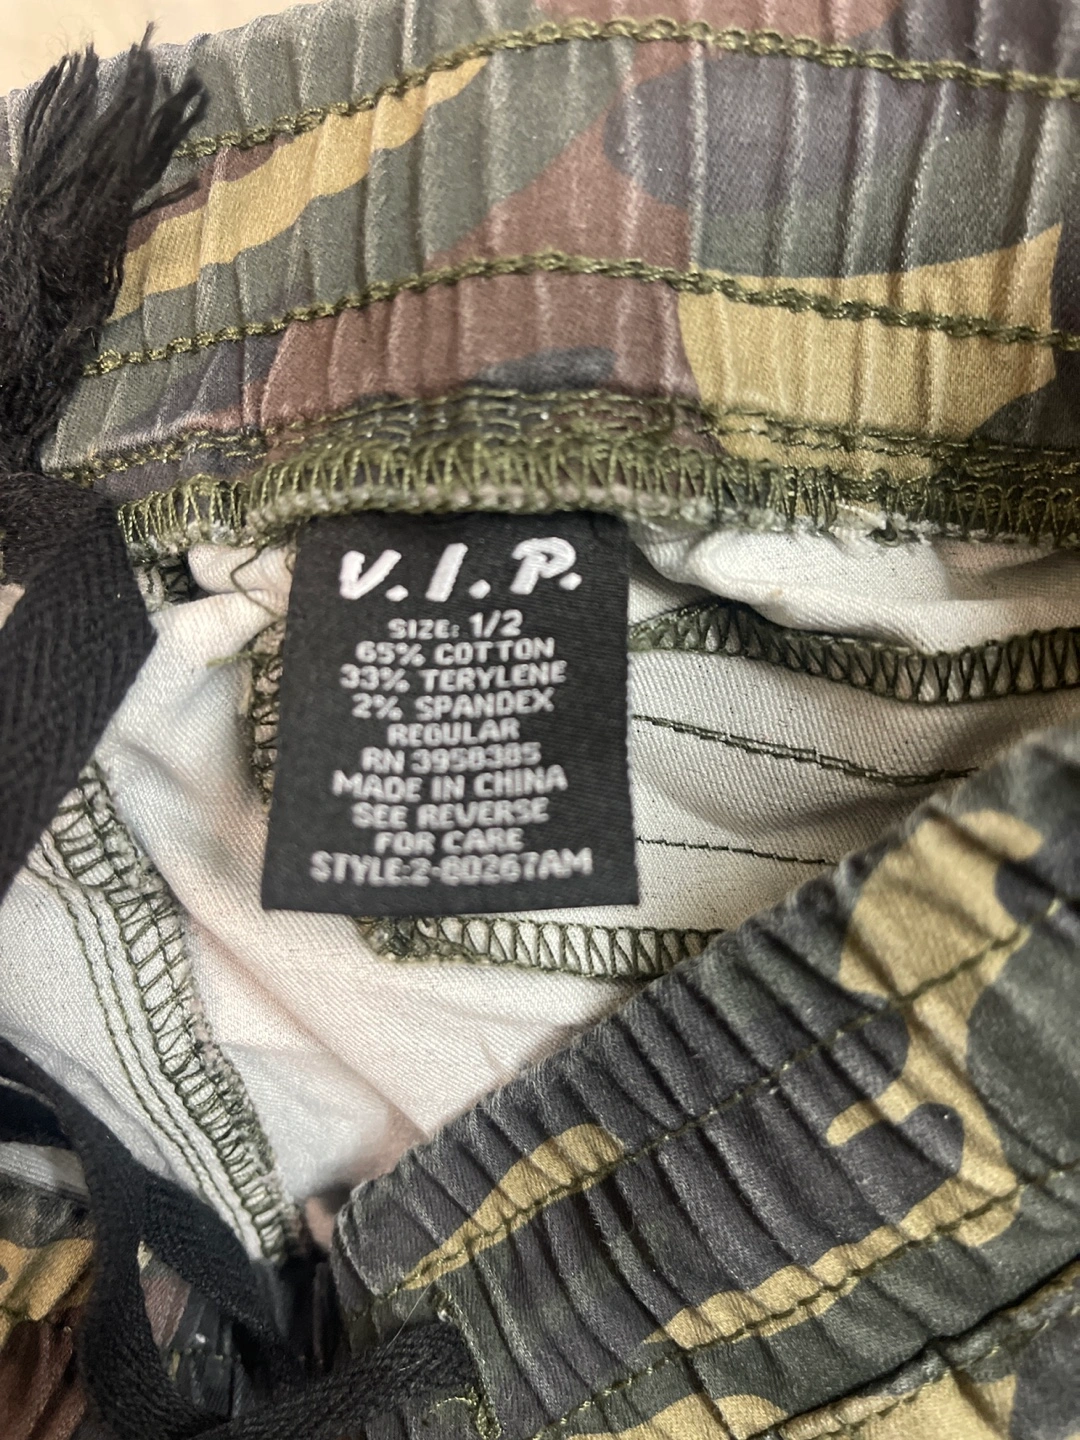 V.I.P.
SIZE: 1/2
65% COTTON
33% TERYLENE
2% SPANDEX
REGULAR
RN 3958385
MADE IN CHINA
SEE REVERSE
FOR CARE
STYLE:2-80267AM